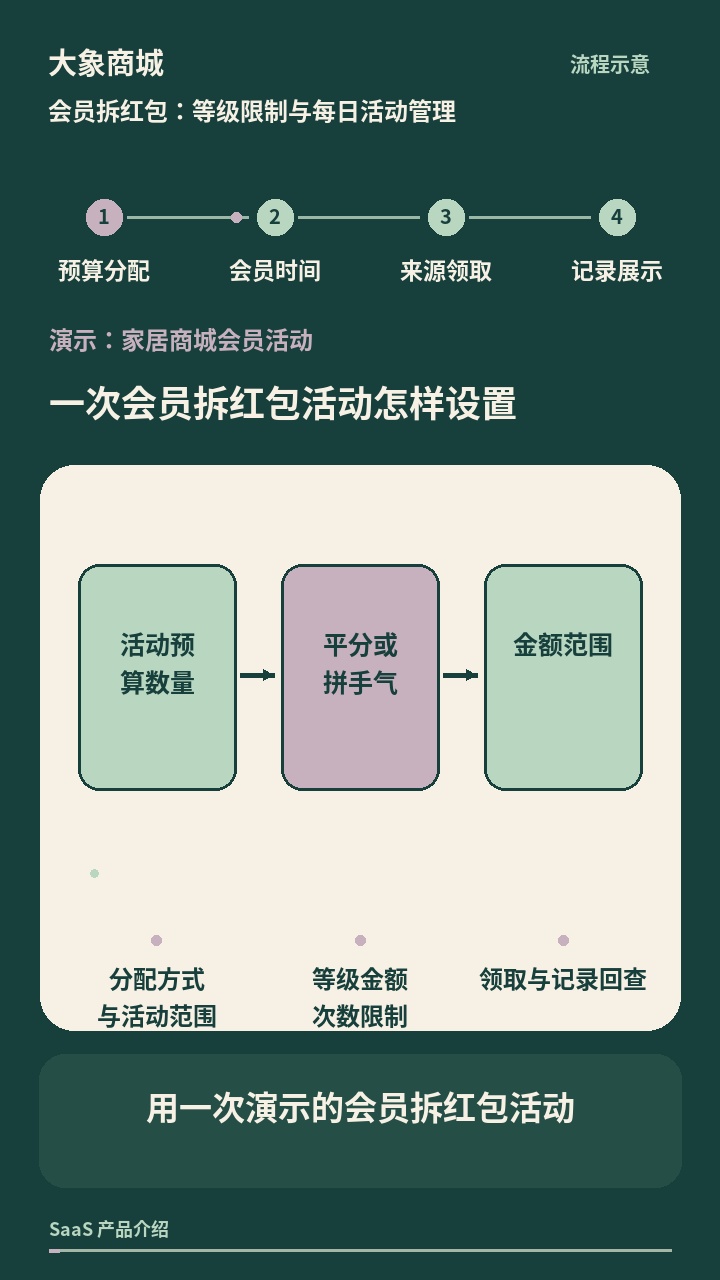 大象商城
流程示意
会员拆红包：等级限制与每日活动管理
1
2
3
4
预算分配
会员时间
来源领取
记录展示
演示：家居商城会员活动
一次会员拆红包活动怎样设置
活动预
算数量
平分或
拼手气
金额范围
分配方式
与活动范围
等级金额
次数限制
领取与记录回查
用一次演示的会员拆红包活动
SaaS 产品介绍